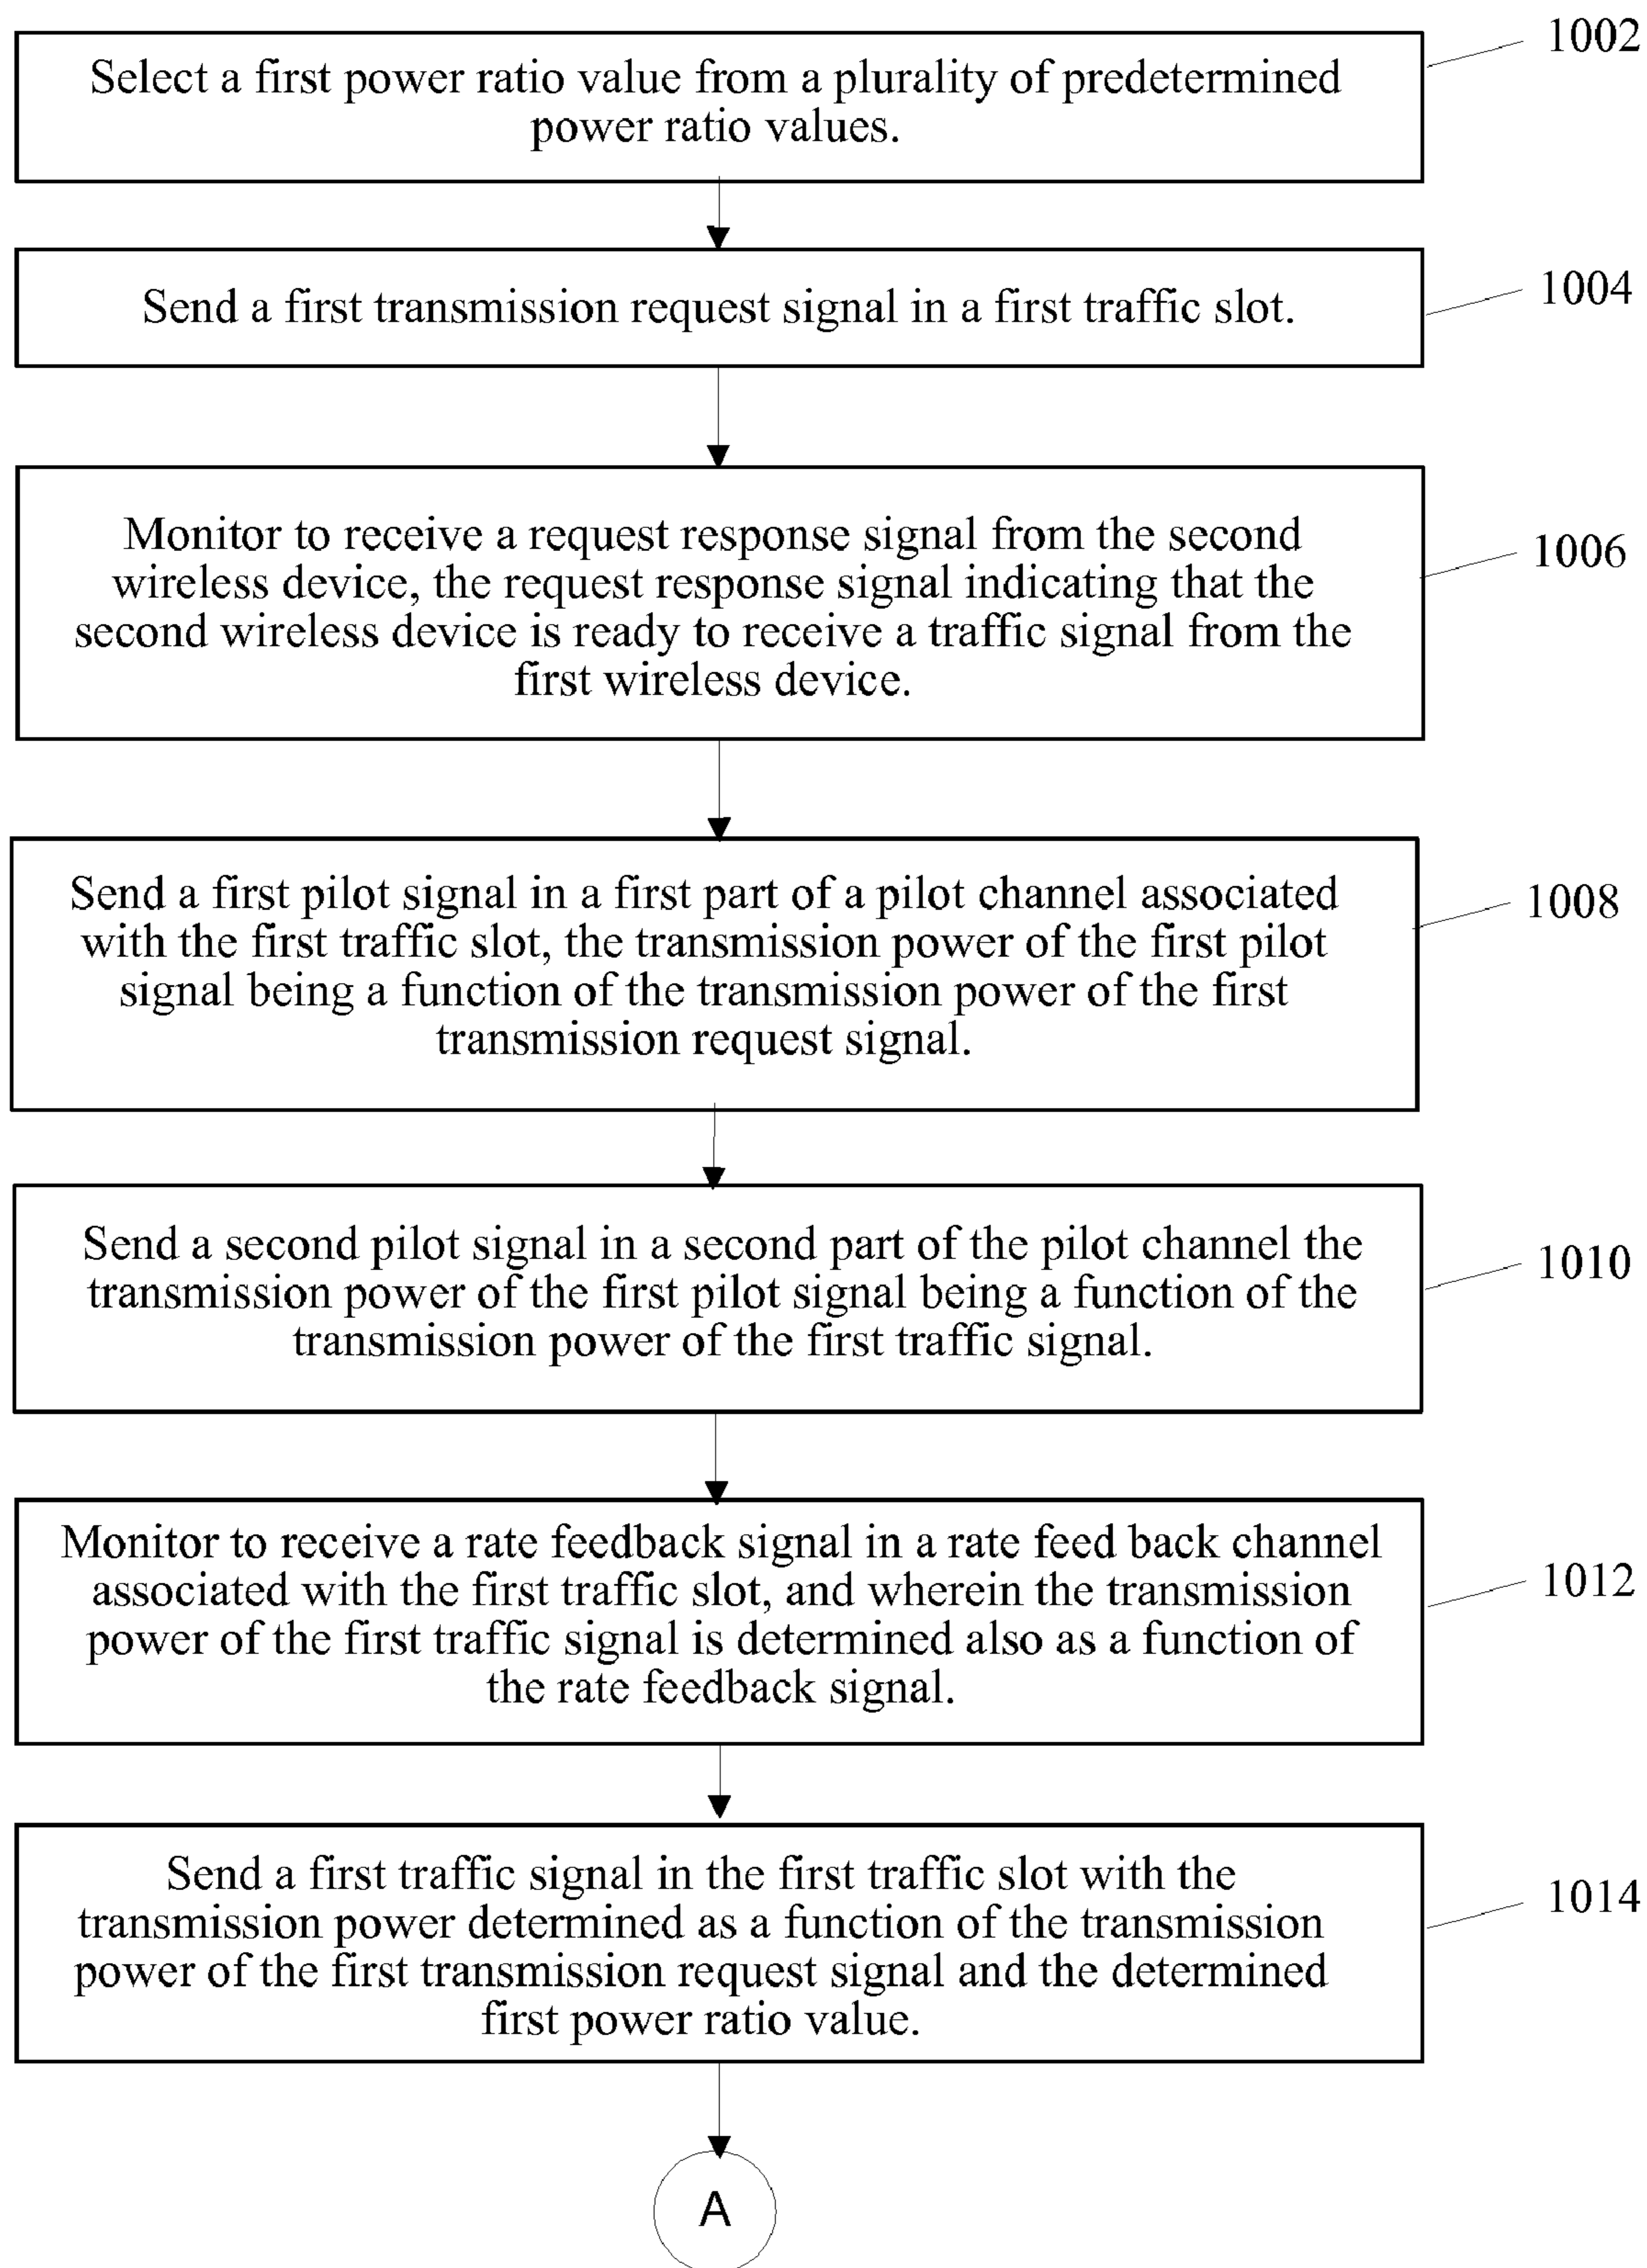 1002
Select a first power ratio value from a plurality of predetermined
power ratio values.
1004
Send a first transmission request signal in a first traffic slot.
Monitor to receive a request response signal from the second
wireless device, the request response signal indicating that the
second wireless device is ready to receive a traffic signal from the
first wireless device.
1006
Send a first pilot signal in a first part of a pilot channel associated
with the first traffic slot, the transmission power of the first pilot
signal being a function of the transmission power of the first
transmission request signal.
1008
Send a second pilot signal in a second part of the pilot channel the
transmission power of the first pilot signal being a function of the
transmission power of the first traffic signal.
1010
Monitor to receive a rate feedback signal in a rate feed back channel
associated with the first traffic slot, and wherein the transmission
power of the first traffic signal is determined also as a function of
the rate feedback signal.
1012
Send a first traffic signal in the first traffic slot with the
transmission power determined as a function of the transmission
power of the first transmission request signal and the determined
first power ratio value.
1014
A